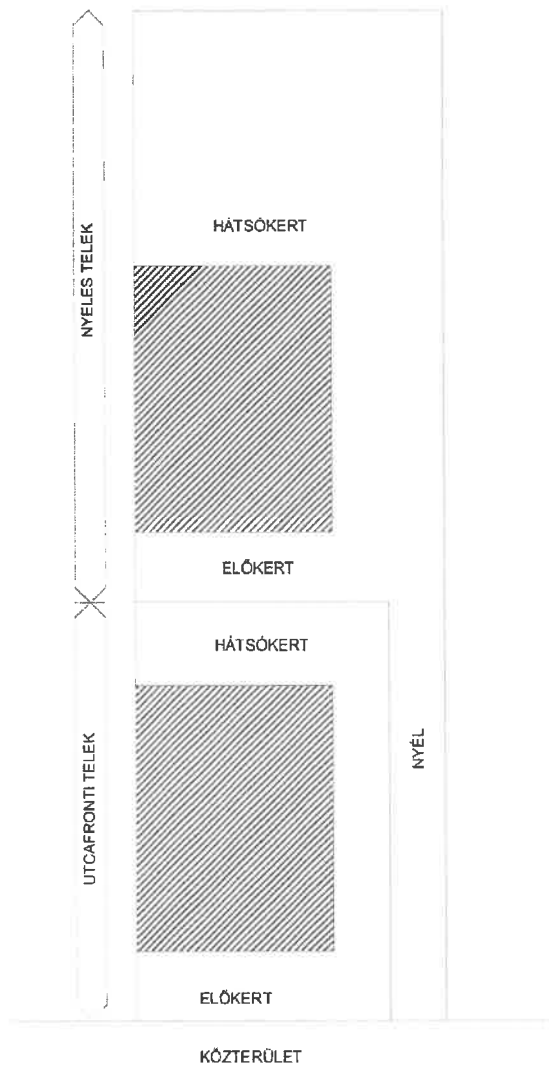 HÁTSÓKERT
NYELES TELEK
ELŐKERT
HÁTSÓKERT
NYÉL
UTCAFRONTI TELEK
ELŐKERT
KÖZTERÜLET